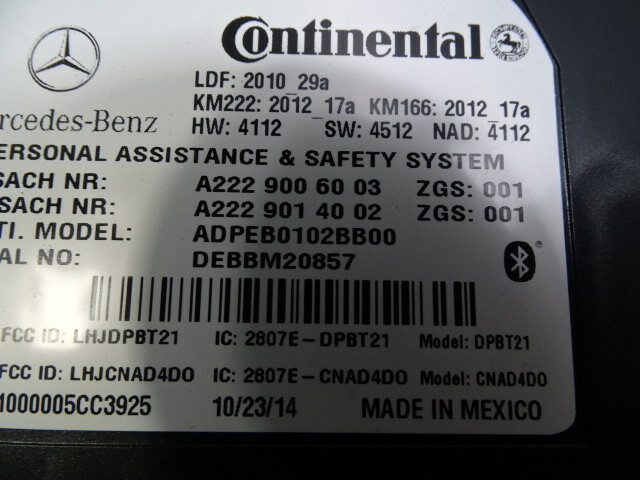 Continental
LDF: 2010_29a
KM222: 2012_17a KM166: 2012_17a
rcedes-Benz HW: 4112 SW: 4512 NAD: 4112
ERSONAL ASSISTANCE & SAFETY SYSTEM
SACH NR: A222 900 60 03 ZGS: 001
SACH NR: A222 901 40 02 ZGS: 001
TI. MODEL: ADPEB0102BB00
AL NO: DEBBM20857
FCC ID: LHJDPBT21 IC: 2807E-DPBT21 Model: DPBT21
FCC ID: LHJCNAD4DO IC: 2807E-CNAD4DO Model: CNAD4DO
1000005CC3925 10/23/14 MADE IN MEXICO